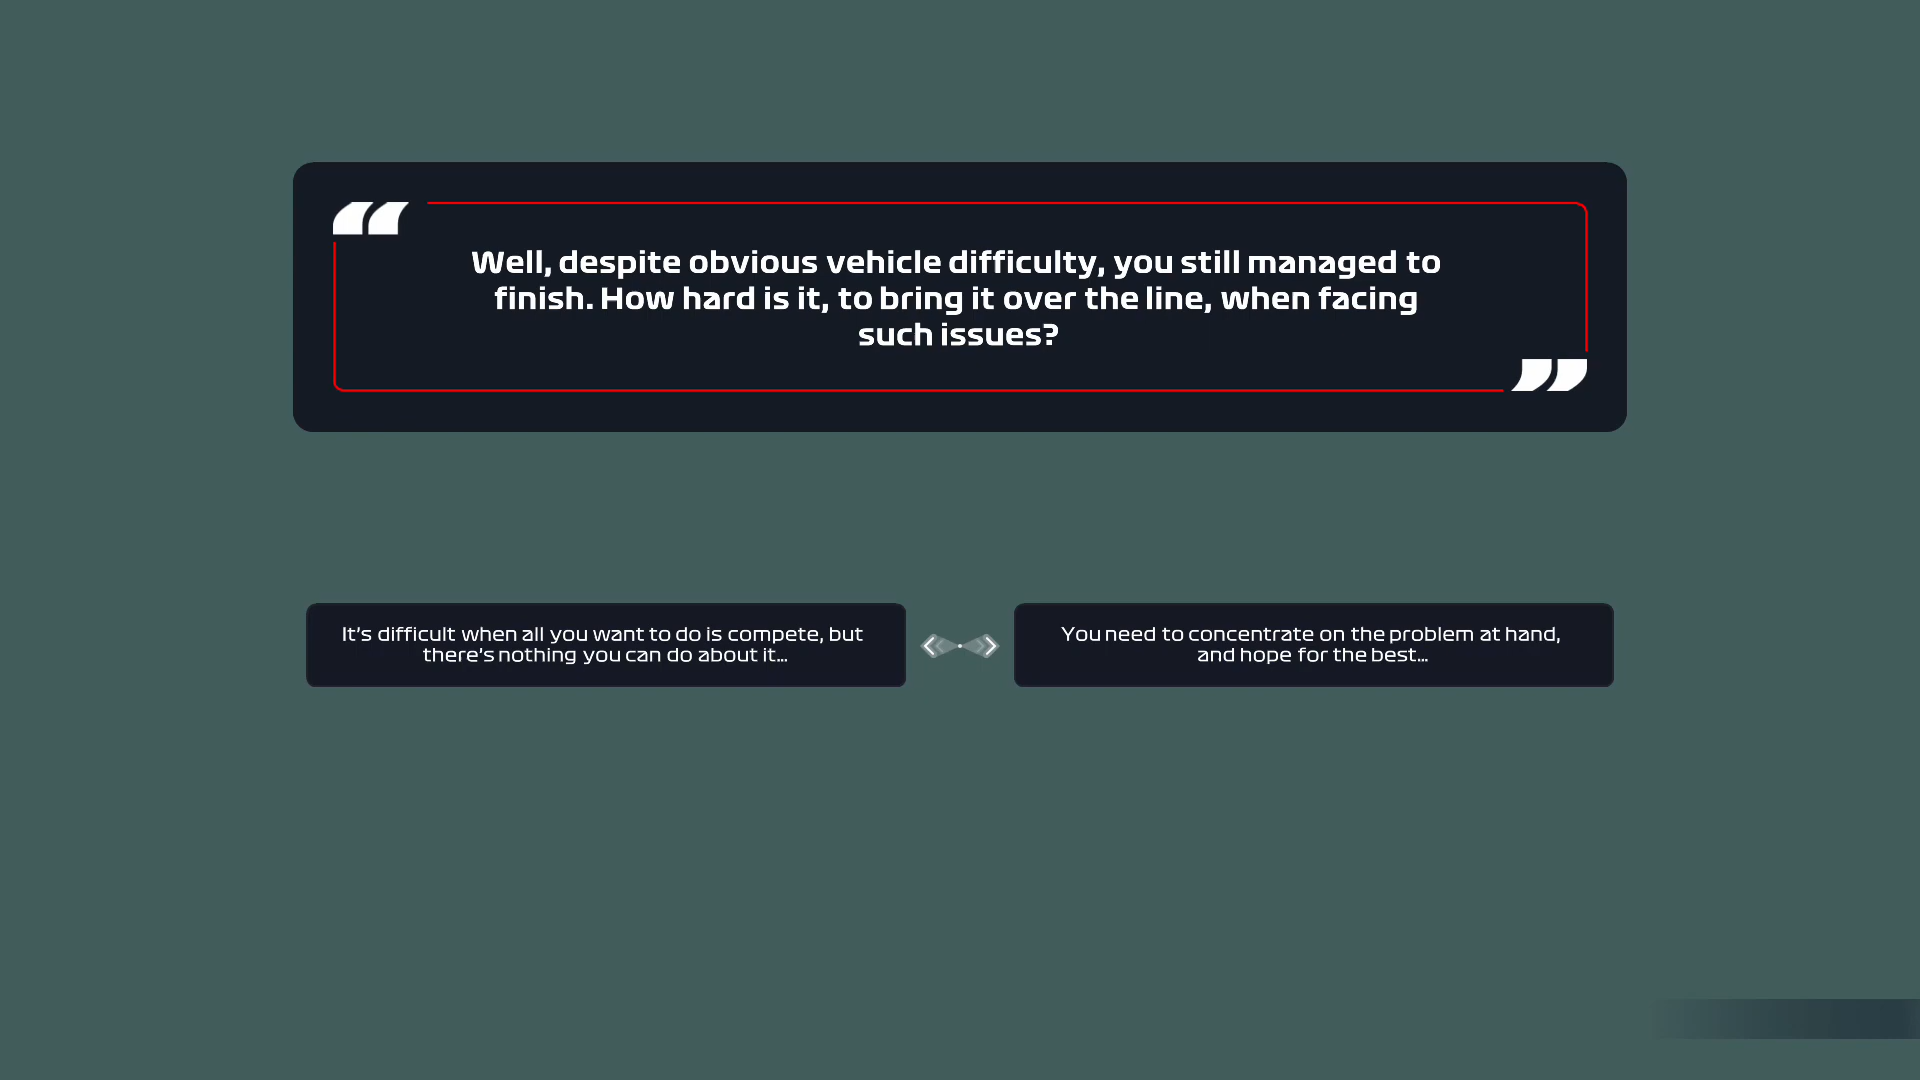 Well, despite obvious vehicle difficulty, you still managed to
finish. How hard is it, to bring it over the line, when facing
such issues?
It's difficult when all you want to do is compete, but
there's nothing you can do about it...
You need to concentrate on the problem at hand,
and hope for the best...